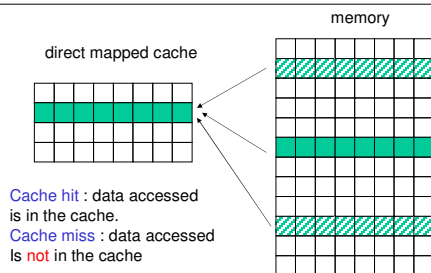 memory
direct mapped cache
Cache hit : data accessed
is in the cache.
Cache miss : data accessed
Is not in the cache